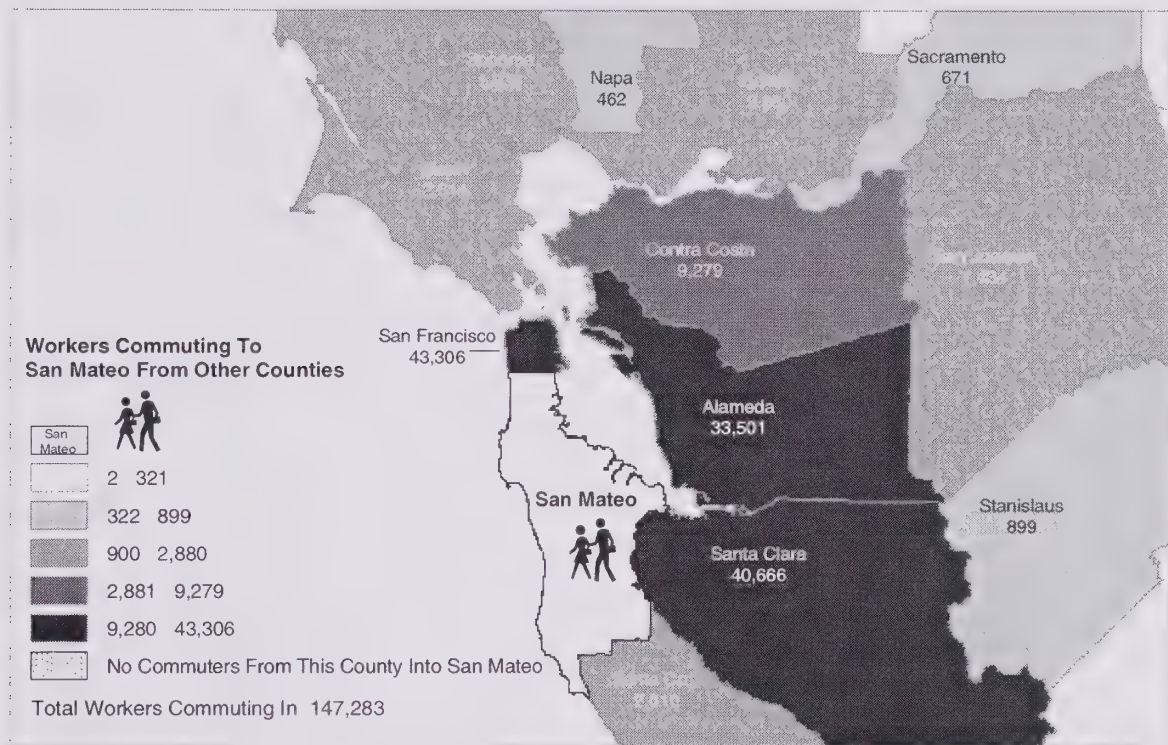 Napa
462
Sacramento
671
Contra Costa
9,279
San Francisco
43,306
Alameda
33,501
San Mateo
Santa Clara
40,666
Stanislaus
899
Workers Commuting To
San Mateo From Other Counties
San
Mateo
2 321
322 899
900 2,880
2,881 9,279
9,280 43,306
No Commuters From This County Into San Mateo
Total Workers Commuting In 147,283